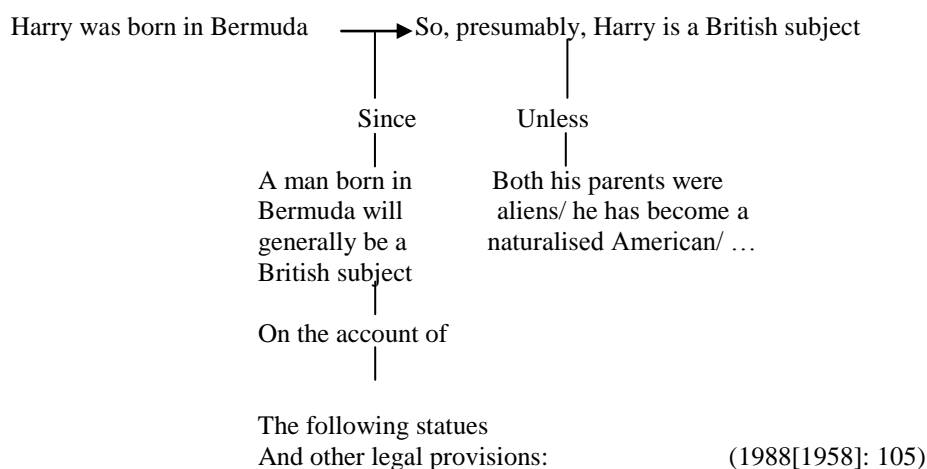 Harry was born in Bermuda So, presumably, Harry is a British subject
Since Unless
A man born in Both his parents were
Bermuda will aliens/ he has become a
generally be a naturalised American/ …
British subject
On the account of
The following statues
And other legal provisions: (1988[1958]: 105)